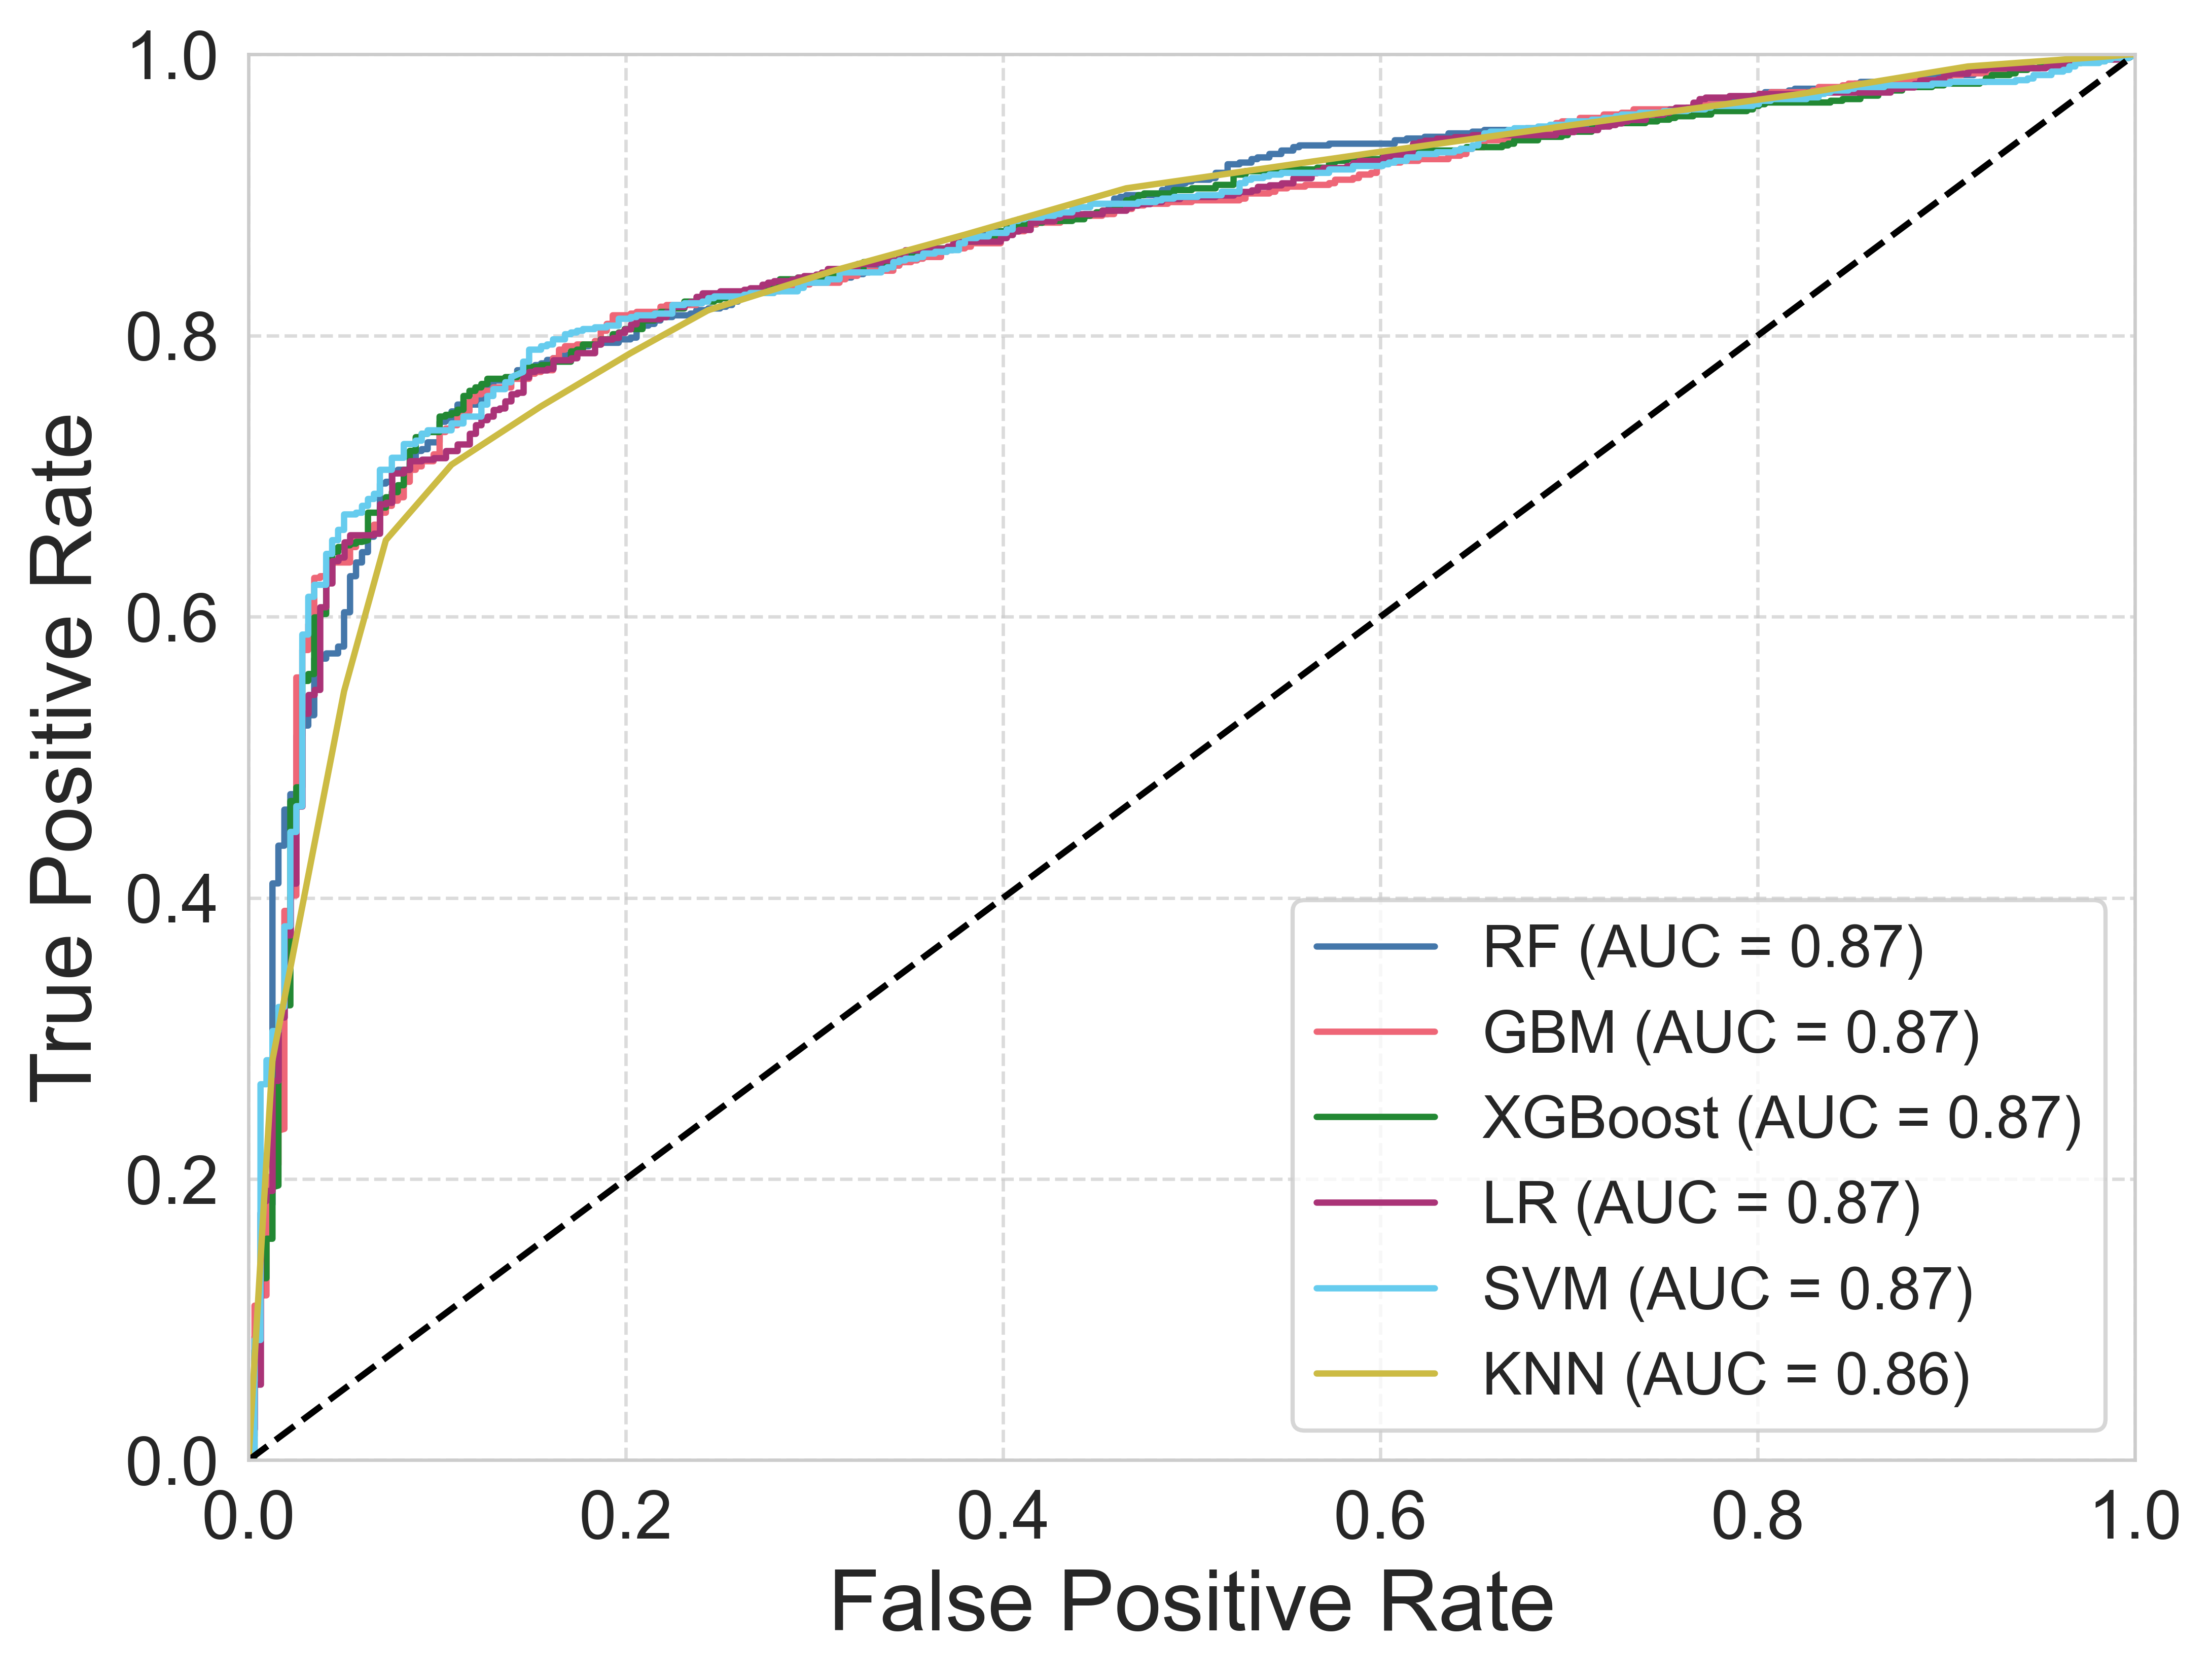 True Positive Rate
1.0
0.8
0.6
0.4
0.2
0.0
0.0 0.2 0.4 0.6 0.8 1.0
False Positive Rate
RF (AUC = 0.87)
GBM (AUC = 0.87)
XGBoost (AUC = 0.87)
LR (AUC = 0.87)
SVM (AUC = 0.87)
KNN (AUC = 0.86)